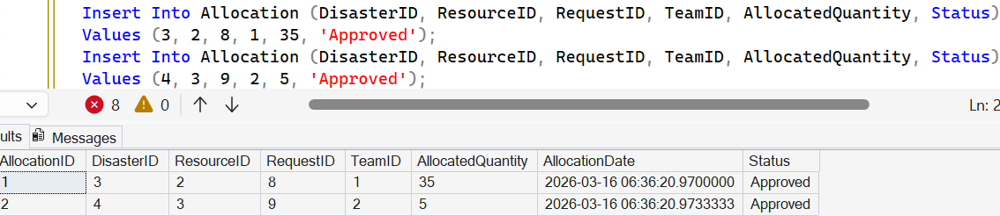 Insert Into Allocation (DisasterID, ResourceID, RequestID, TeamID, AllocatedQuantity, Status)
Values (3, 2, 8, 1, 35, 'Approved');
Insert Into Allocation (DisasterID, ResourceID, RequestID, TeamID, AllocatedQuantity, Status)
Values (4, 3, 9, 2, 5, 'Approved');
8 0 Ln: 2
ults Messages
AllocationID DisasterID ResourceID RequestID TeamID AllocatedQuantity AllocationDate Status
1 3 2 8 1 35 2026-03-16 06:36:20.9700000 Approved
2 4 3 9 2 5 2026-03-16 06:36:20.9733333 Approved